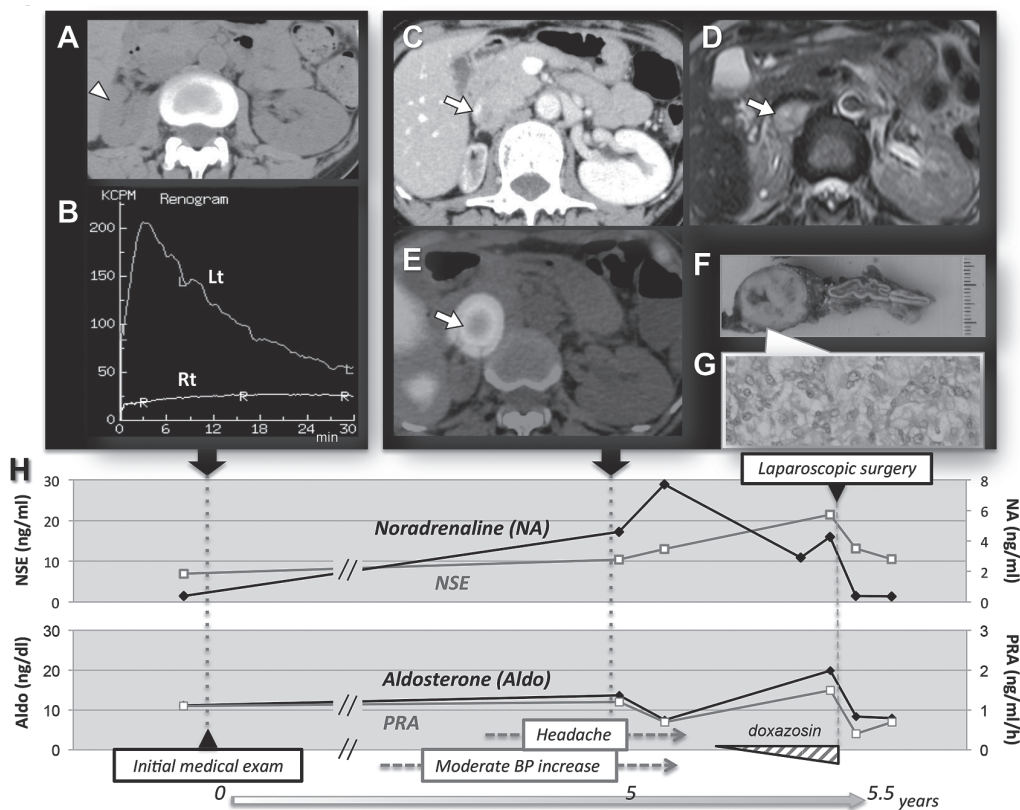 A
B
KCPM
Renogram
200
150
100
50
0
Lt
L
L
Rt
R
R
R
0
6
12
18
24
30
min
C
D
E
F
G
H
Laparoscopic surgery
NSE (ng/ml)
30
20
10
0
Noradrenaline (NA)
NSE
8
6
4
2
0
NA (ng/ml)
Aldo (ng/dl)
30
20
10
0
Aldosterone (Aldo)
PRA
3
2
1
0
PRA (ng/ml/h)
Headache
doxazosin
Initial medical exam
Moderate BP increase
0
5
5.5 years